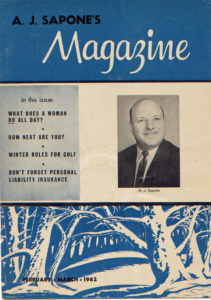 A. J. SAPONE'S
Magazine
in this issue:
WHAT DOES A WOMAN
DO ALL DAY?
HOW NEAT ARE YOU?
WINTER RULES FOR GOLF
DON'T FORGET PERSONAL
LIABILITY INSURANCE
A. J. Sapone
FEBRUARY - MARCH • 1962